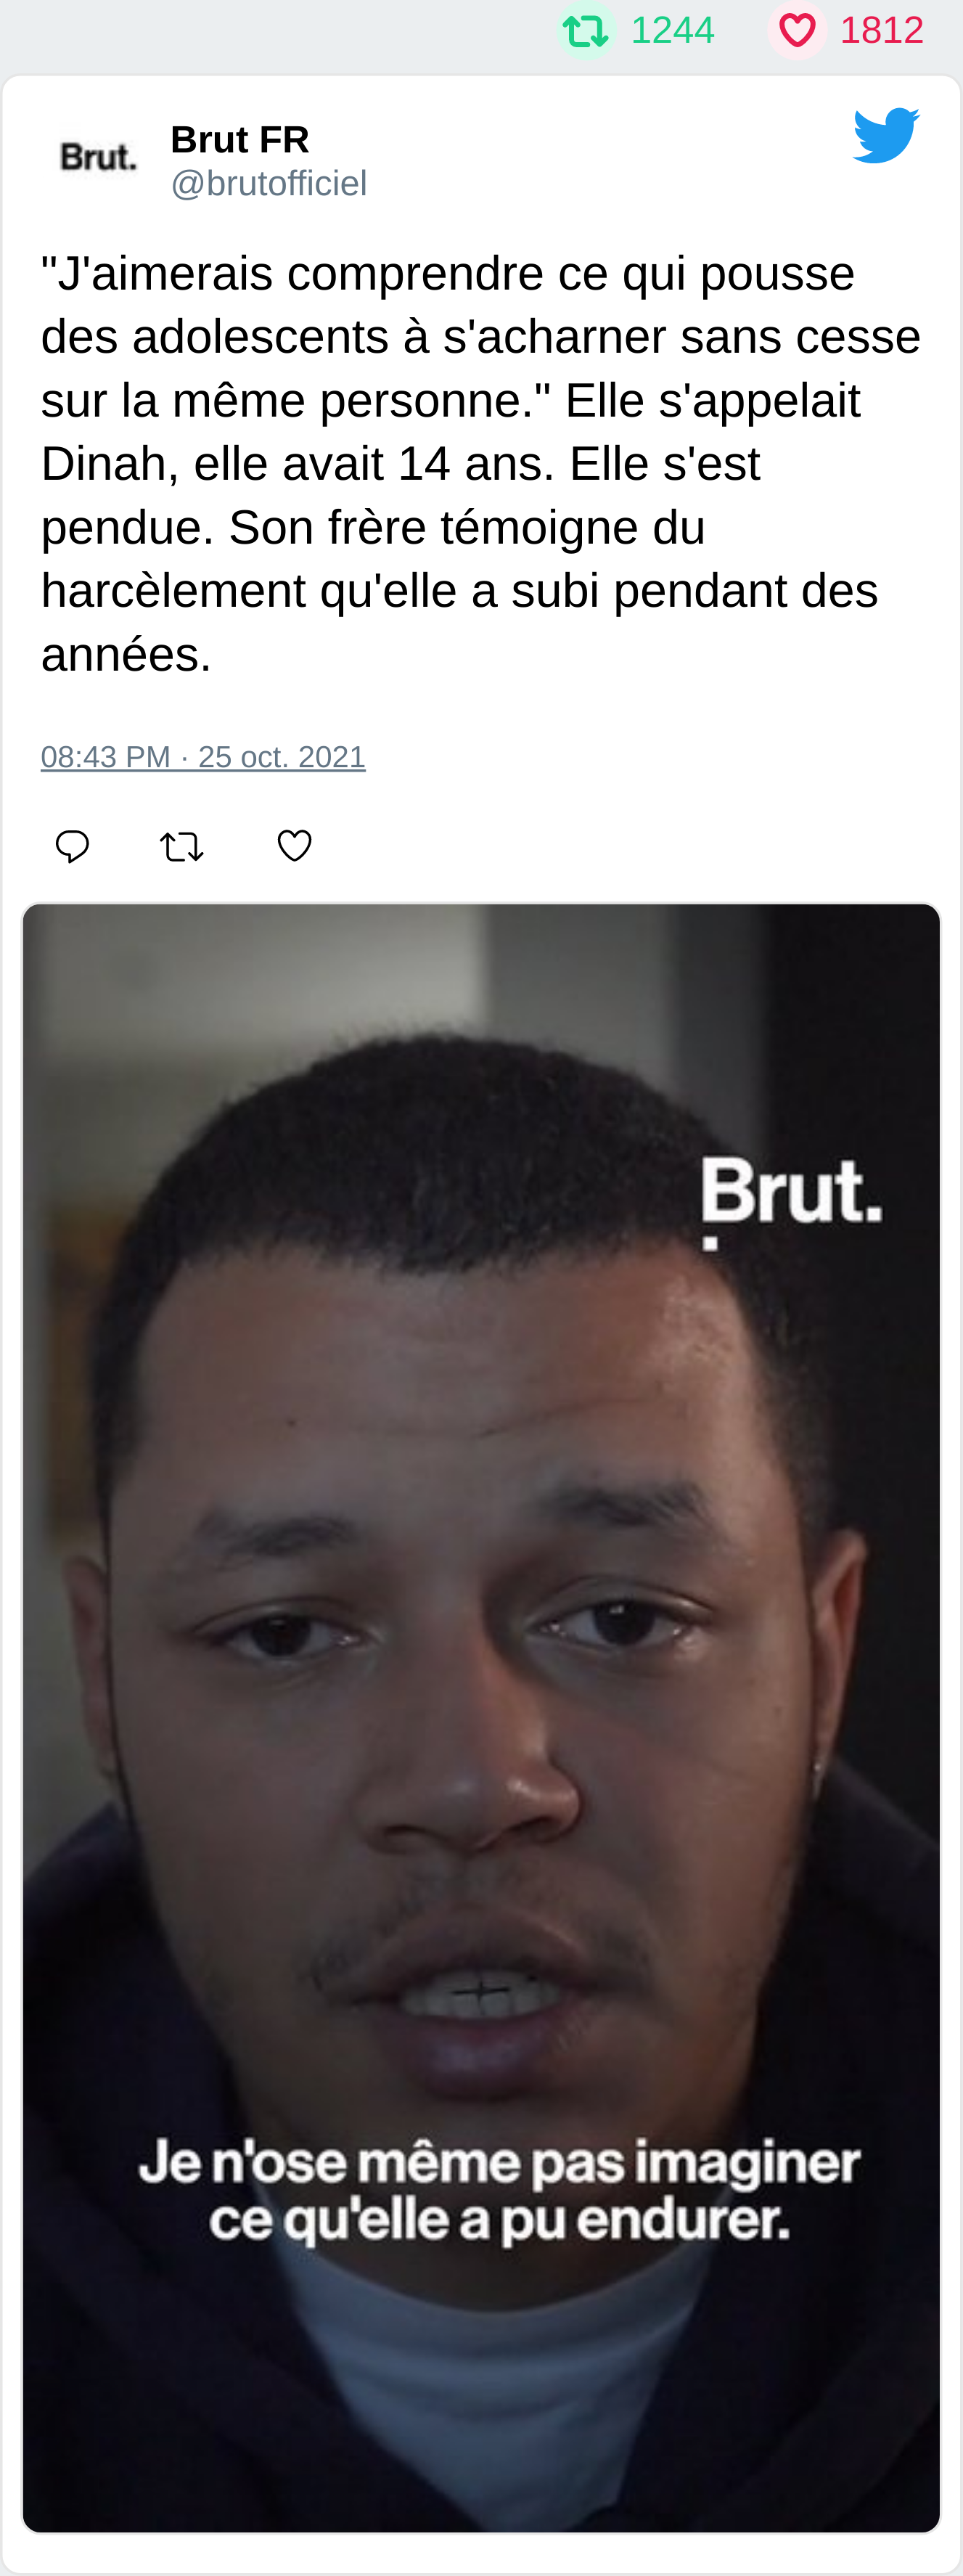 1244 1812
Brut.
Brut FR
@brutofficiel
"J'aimerais comprendre ce qui pousse
des adolescents à s'acharner sans cesse
sur la même personne." Elle s'appelait
Dinah, elle avait 14 ans. Elle s'est
pendue. Son frère témoigne du
harcèlement qu'elle a subi pendant des
années.
08:43 PM · 25 oct. 2021
Brut.
Je n'ose même pas imaginer
ce qu'elle a pu endurer.